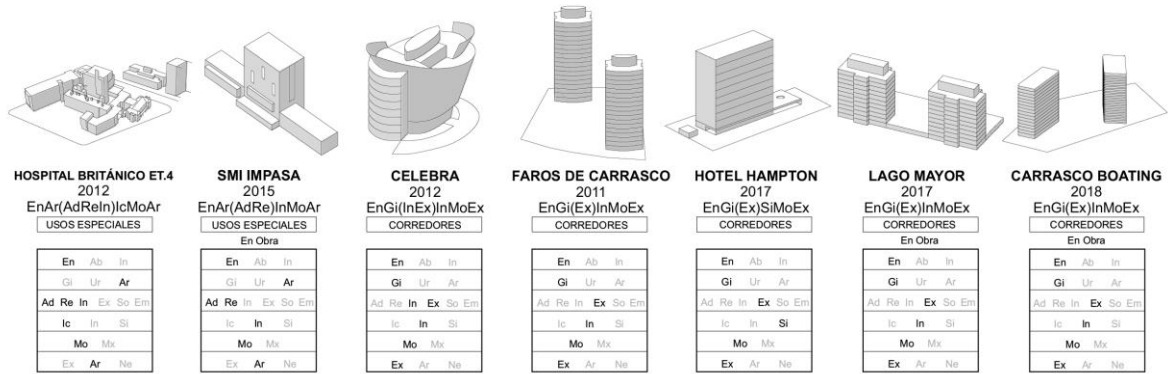 HOSPITAL BRITÁNICO ET.4
2012
EnAr(AdReIn)IcMoAr
USOS ESPECIALES
En Ab In
Gi Ur Ar
Ad Re In Ex So Em
Ic In Si
Mo Mx
Ex Ar Ne
SMI IMPASA
2015
EnAr(AdRe)InMoAr
USOS ESPECIALES
En Obra
En Ab In
Gi Ur Ar
Ad Re In Ex So Em
Ic In Si
Mo Mx
Ex Ar Ne
CELEBRA
2012
EnGi(InEx)InMoEx
CORREDORES
En Ab In
Gi Ur Ar
Ad Re In Ex So Em
Ic In Si
Mo Mx
Ex Ar Ne
FAROS DE CARRASCO
2011
EnGi(Ex)InMoEx
CORREDORES
En Ab In
Gi Ur Ar
Ad Re In Ex So Em
Ic In Si
Mo Mx
Ex Ar Ne
HOTEL HAMPTON
2017
EnGi(Ex)SiMoEx
CORREDORES
En Ab In
Gi Ur Ar
Ad Re In Ex So Em
Ic In Si
Mo Mx
Ex Ar Ne
LAGO MAYOR
2017
EnGi(Ex)InMoEx
CORREDORES
En Obra
En Ab In
Gi Ur Ar
Ad Re In Ex So Em
Ic In Si
Mo Mx
Ex Ar Ne
CARRASCO BOATING
2018
EnGi(Ex)InMoEx
CORREDORES
En Obra
En Ab In
Gi Ur Ar
Ad Re In Ex So Em
Ic In Si
Mo Mx
Ex Ar Ne